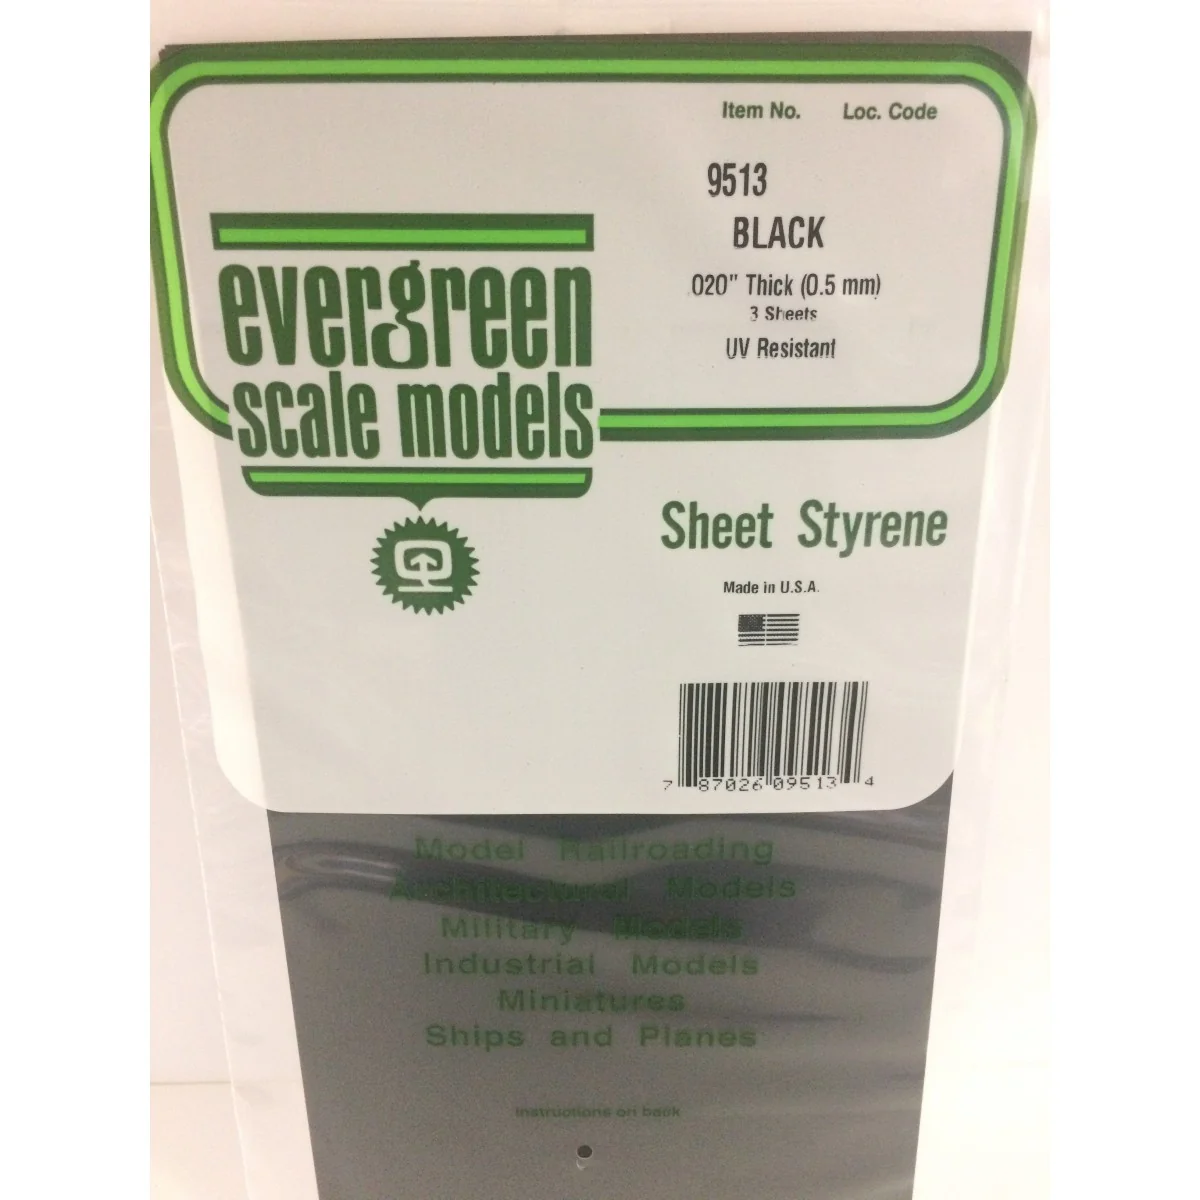 Item No. Loc. Code
9513
BLACK
.020" Thick (0.5 mm)
3 Sheets
UV Resistant
evergreen
scale models
Sheet Styrene
Made in U.S.A.
7 87026 09513 4
Model Railroading
Architectural Models
Military Models
Industrial Models
Miniatures
Ships and Planes
Instructions on back